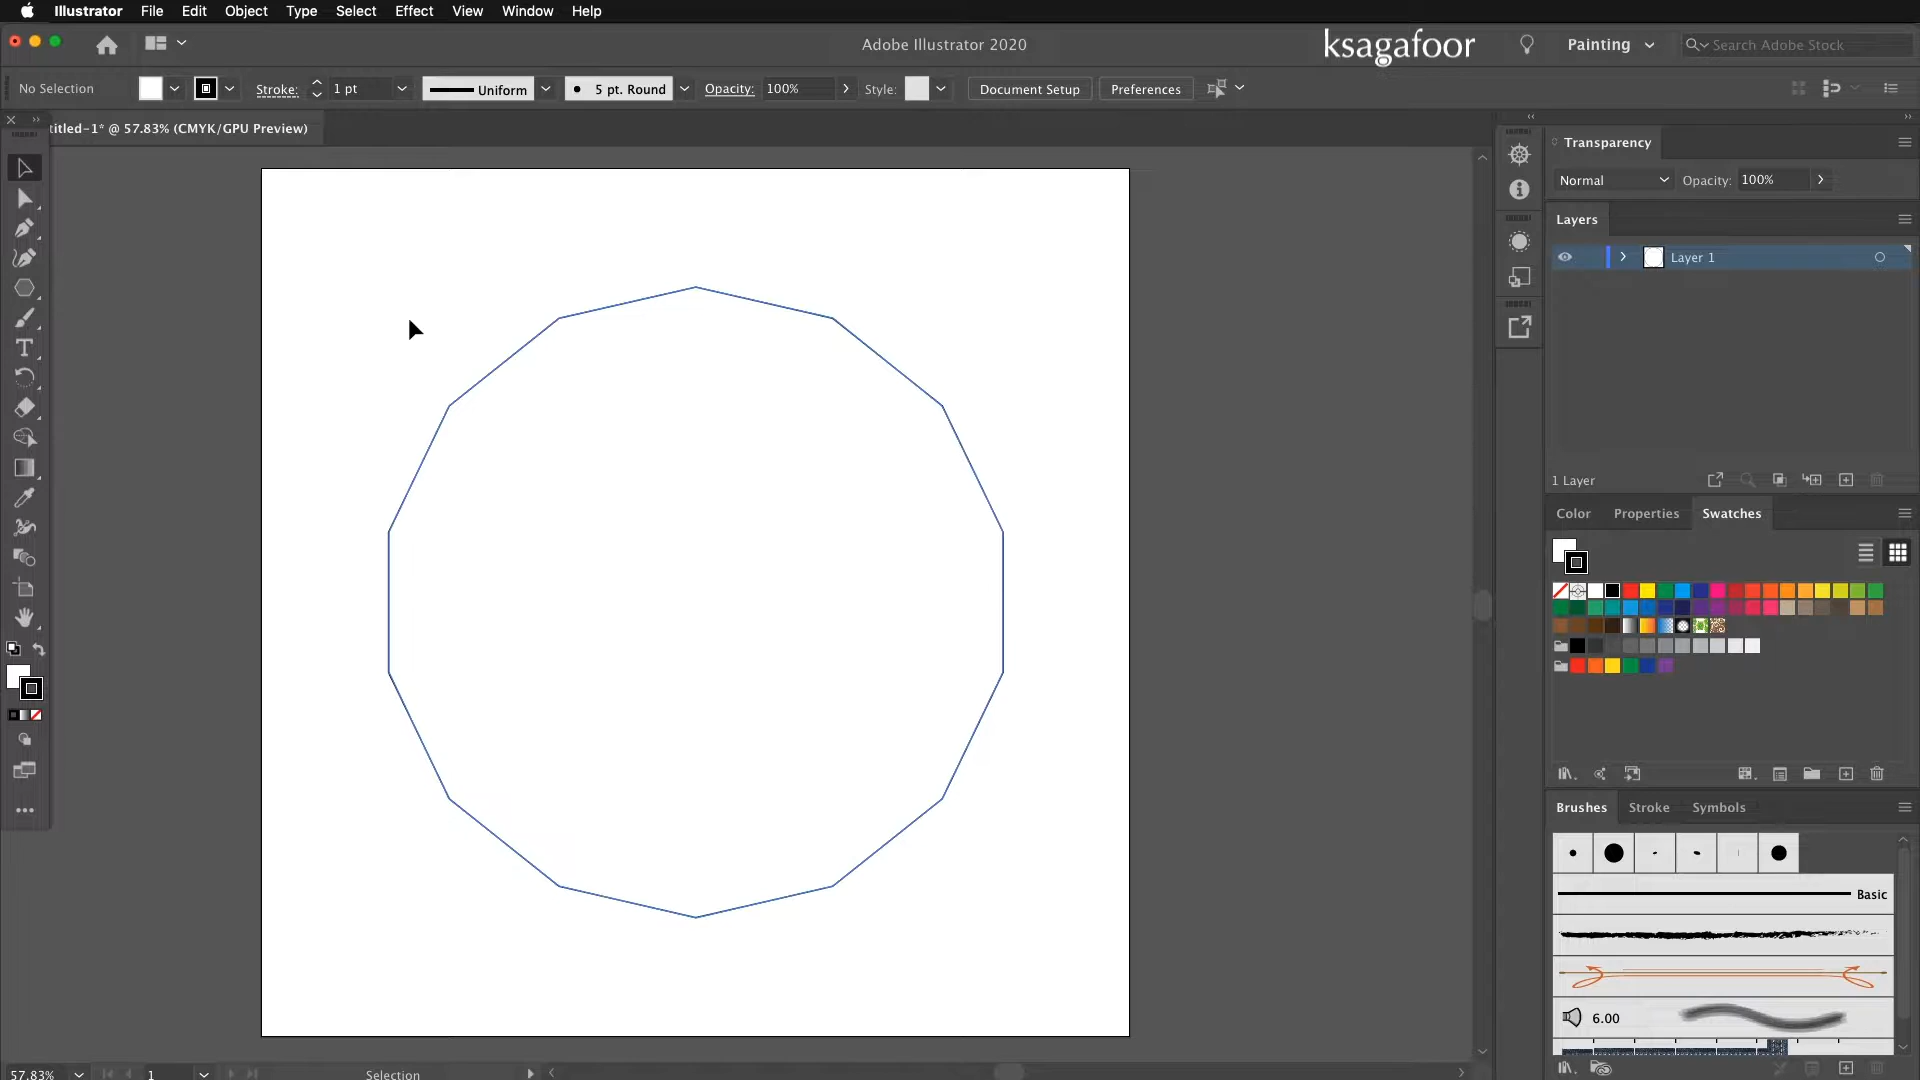 Illustrator File Edit Object Type Select Effect View Window Help
Adobe Illustrator 2020
ksagafoor
Painting
Search Adobe Stock
No Selection
Stroke:
1 pt
Uniform
5 pt. Round
Opacity:
100%
Style:
Document Setup
Preferences
titled-1* @ 57.83% (CMYK/GPU Preview)
Transparency
Normal
Opacity:
100%
Layers
Layer 1
1 Layer
Color
Properties
Swatches
Brushes
Stroke
Symbols
Basic
6.00
57.83%
1
Selection